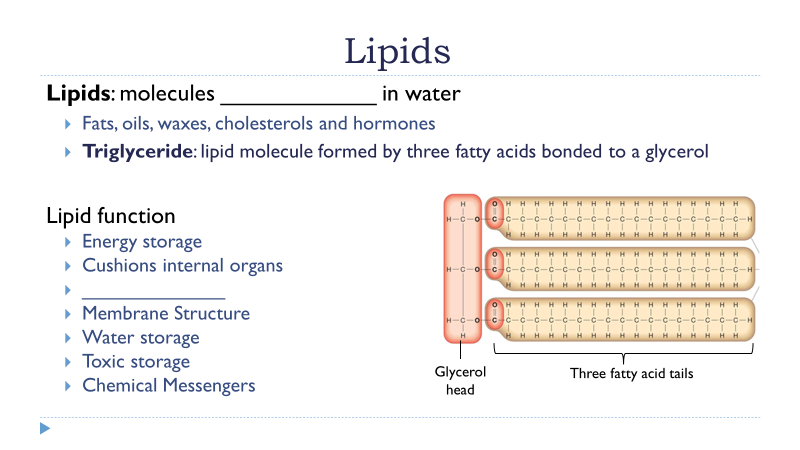 Lipids
Lipids: molecules _____________ in water
Fats, oils, waxes, cholesterols and hormones
Triglyceride: lipid molecule formed by three fatty acids bonded to a glycerol
Lipid function
Energy storage
Cushions internal organs
______________
Membrane Structure
Water storage
Toxic storage
Chemical Messengers
Glycerol
head
Three fatty acid tails